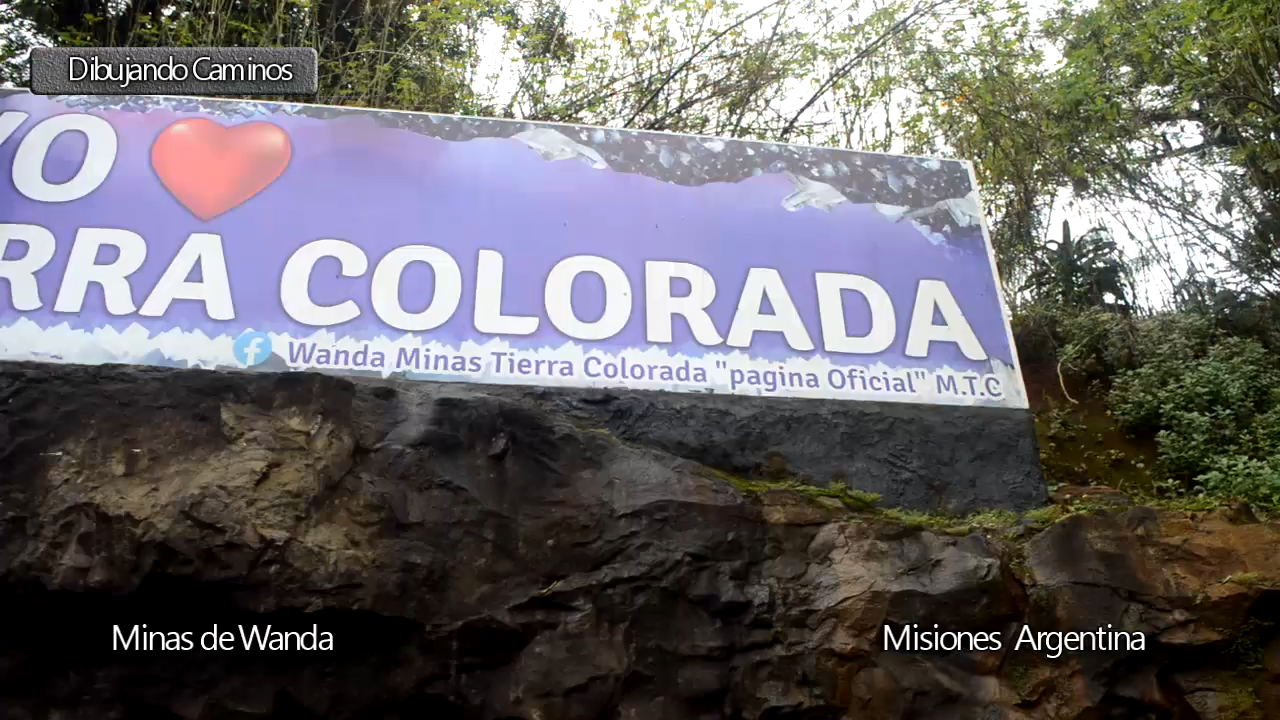 Dibujando Caminos
YO
RRA COLORADA
Wanda Minas Tierra Colorada "pagina Oficial" M.T.C
Minas de Wanda
Misiones Argentina